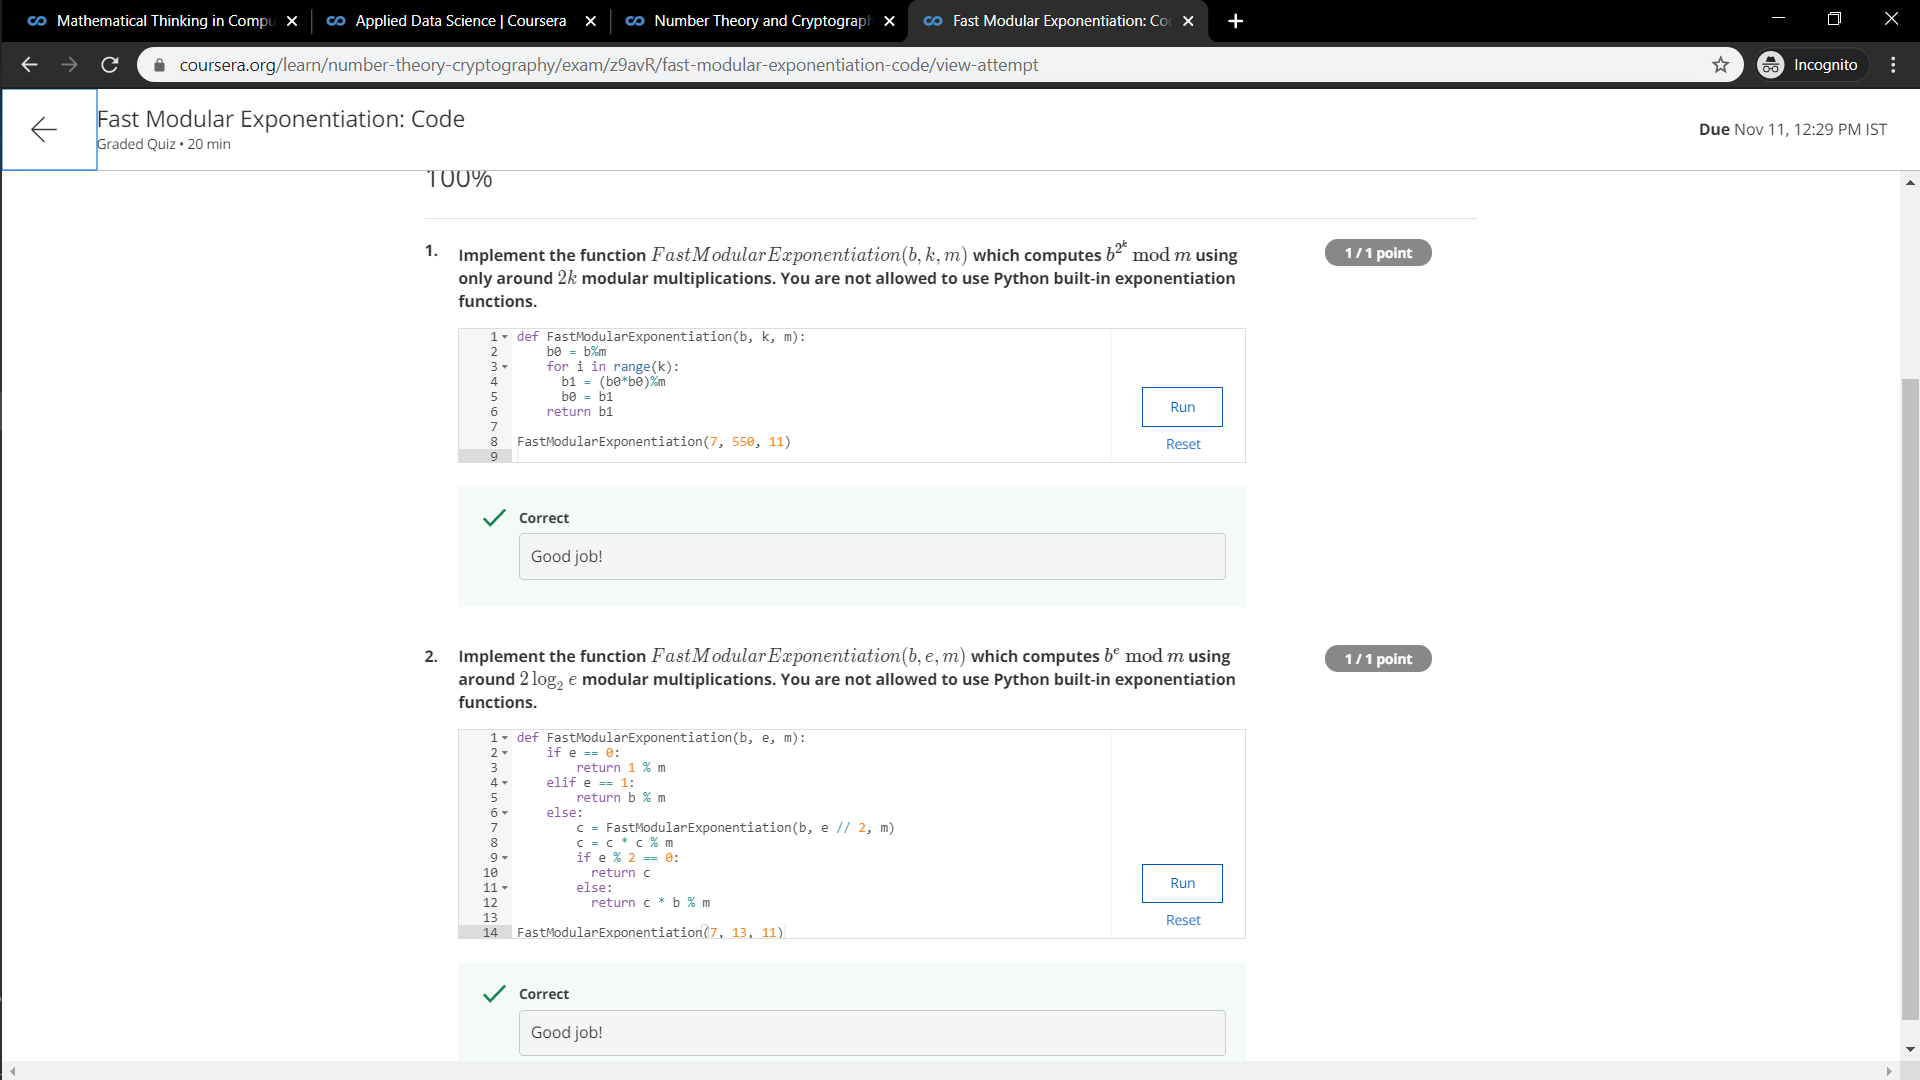 Mathematical Thinking in Compu
Applied Data Science | Coursera
Number Theory and Cryptograph
Fast Modular Exponentiation: Co
coursera.org/learn/number-theory-cryptography/exam/z9avR/fast-modular-exponentiation-code/view-attempt
Incognito
Fast Modular Exponentiation: Code
Graded Quiz • 20 min
Due Nov 11, 12:29 PM IST
100%
1. Implement the function FastModularExponentiation(b, k, m) which computes b^{2^k} mod m using
only around 2k modular multiplications. You are not allowed to use Python built-in exponentiation
functions.
1/1 point
1 def FastModularExponentiation(b, k, m):
2     b0 = b%m
3     for i in range(k):
4       b1 = (b0*b0)%m
5       b0 = b1
6     return b1
7
8 FastModularExponentiation(7, 550, 11)
9
Run
Reset
Correct
Good job!
2. Implement the function FastModularExponentiation(b, e, m) which computes b^e mod m using
around 2 log₂ e modular multiplications. You are not allowed to use Python built-in exponentiation
functions.
1/1 point
1 def FastModularExponentiation(b, e, m):
2     if e == 0:
3         return 1 % m
4     elif e == 1:
5         return b % m
6     else:
7         c = FastModularExponentiation(b, e // 2, m)
8         c = c * c % m
9         if e % 2 == 0:
10           return c
11         else:
12           return c * b % m
13
14 FastModularExponentiation(7, 13, 11)
Run
Reset
Correct
Good job!